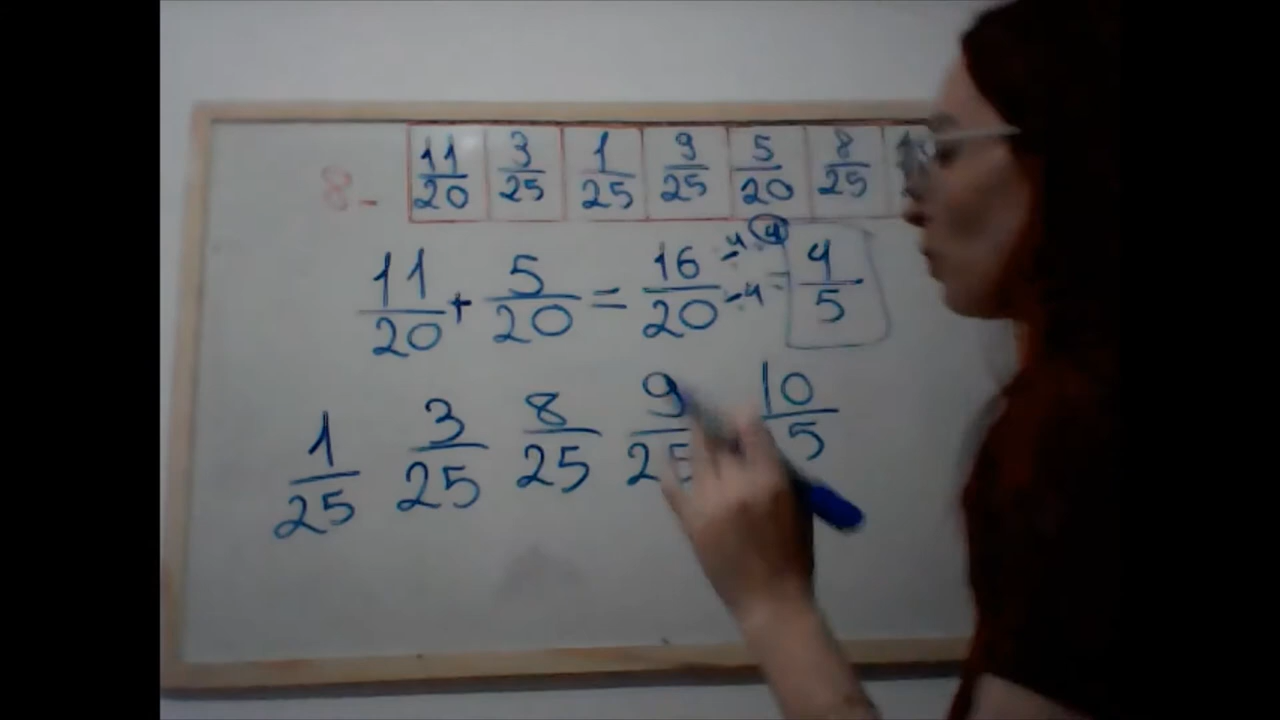 8- 11/20 3/25 1/25 9/25 5/20 8/25
11/20 + 5/20 = 16/20 ÷4 ÷4 = 4/5
1/25 3/25 8/25 9/25 10/5